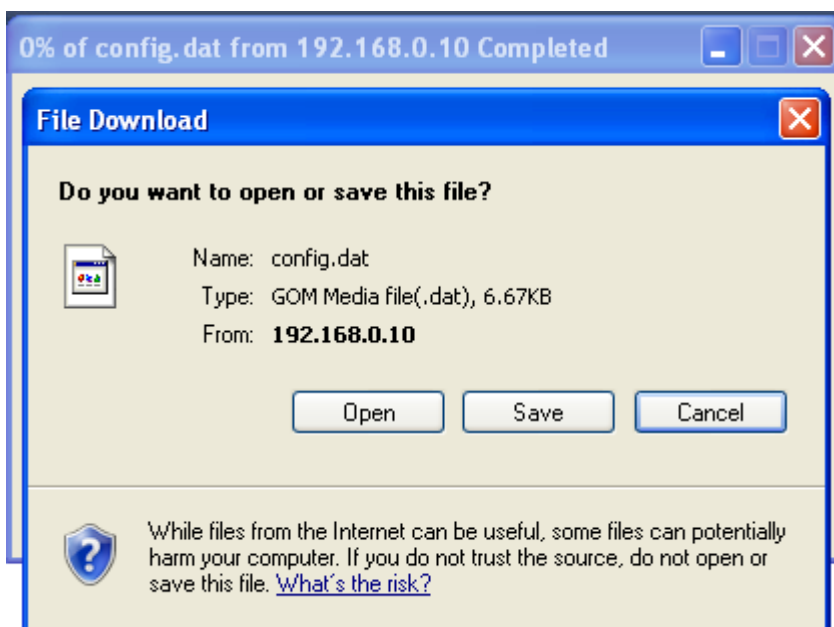 0% of config.dat from 192.168.0.10 Completed
File Download
Do you want to open or save this file?
Name: config.dat
Type: GOM Media file(.dat), 6.67KB
From: 192.168.0.10
Open Save Cancel
While files from the Internet can be useful, some files can potentially
harm your computer. If you do not trust the source, do not open or
save this file. What's the risk?